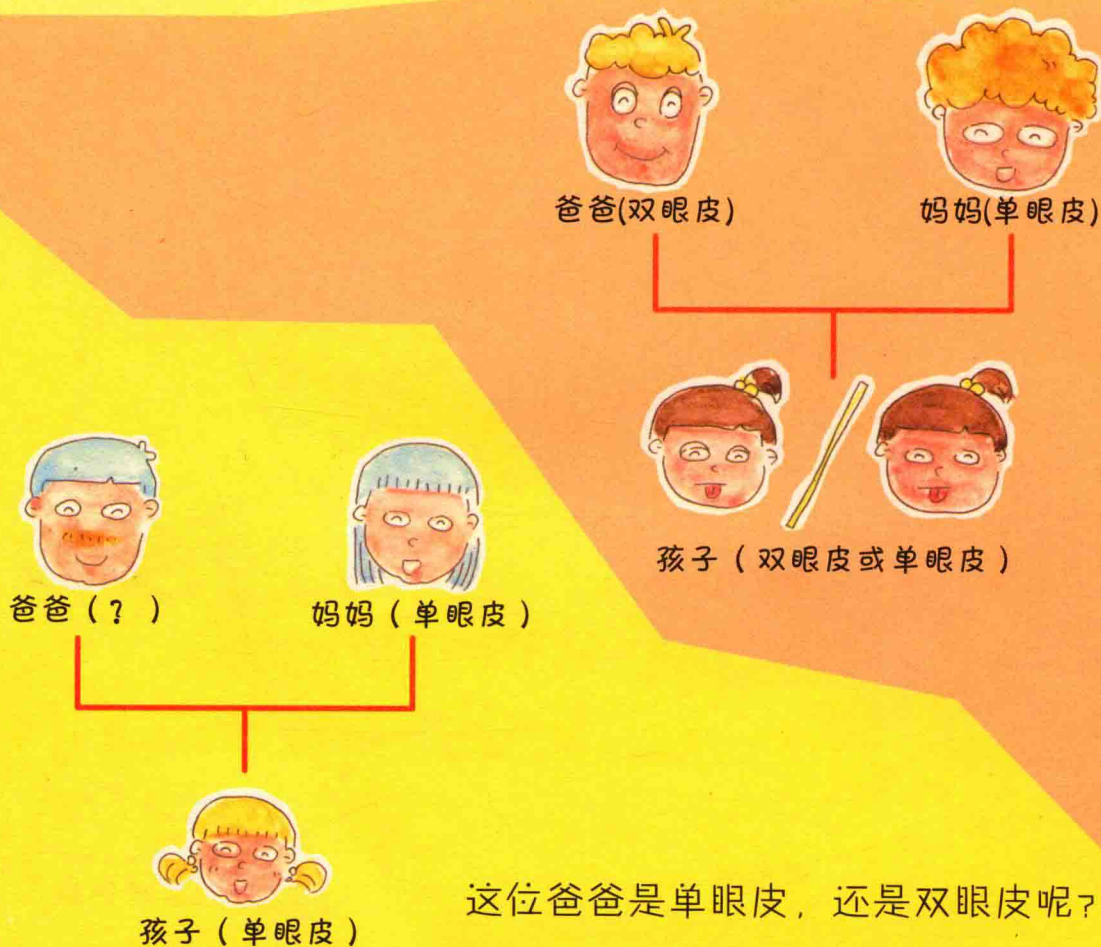 爸爸(双眼皮)
妈妈(单眼皮)
孩子（双眼皮或单眼皮）
爸爸（？）
妈妈（单眼皮）
孩子（单眼皮）
这位爸爸是单眼皮，还是双眼皮呢？